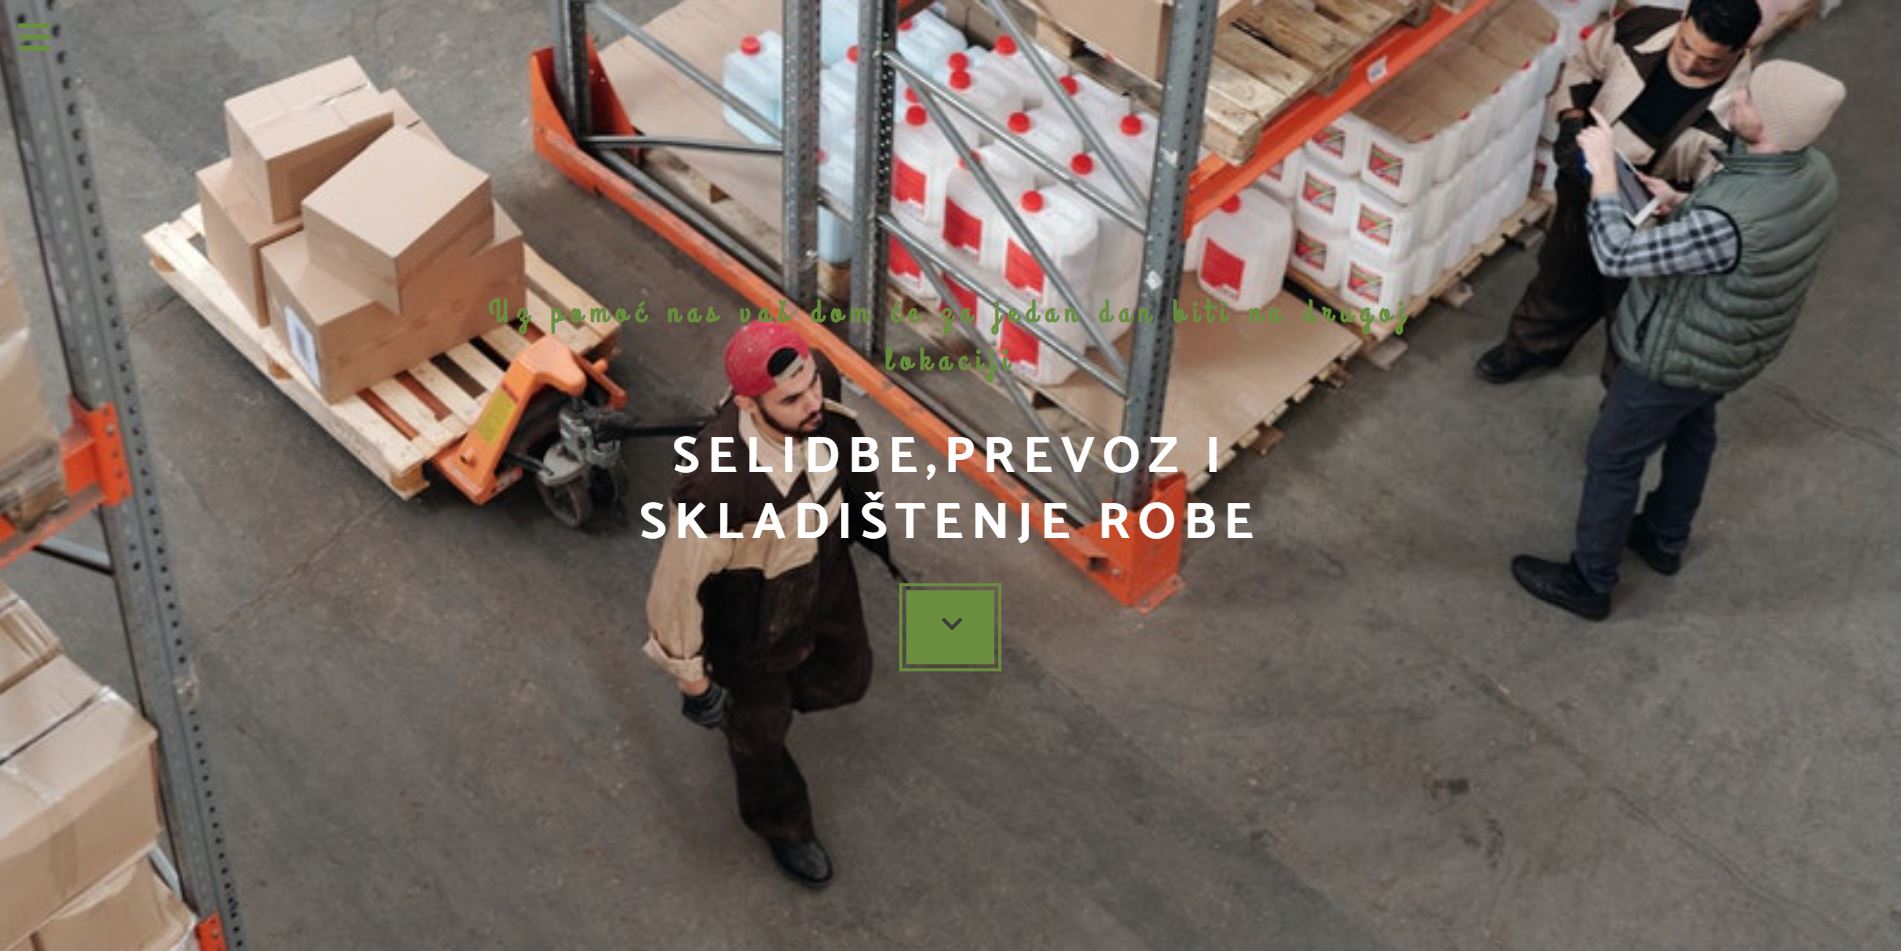 Uz pomoć nas vaš dom će za jedan dan biti na drugoj
lokaciji
SELIDBE,PREVOZ I
SKLADIŠTENJE ROBE